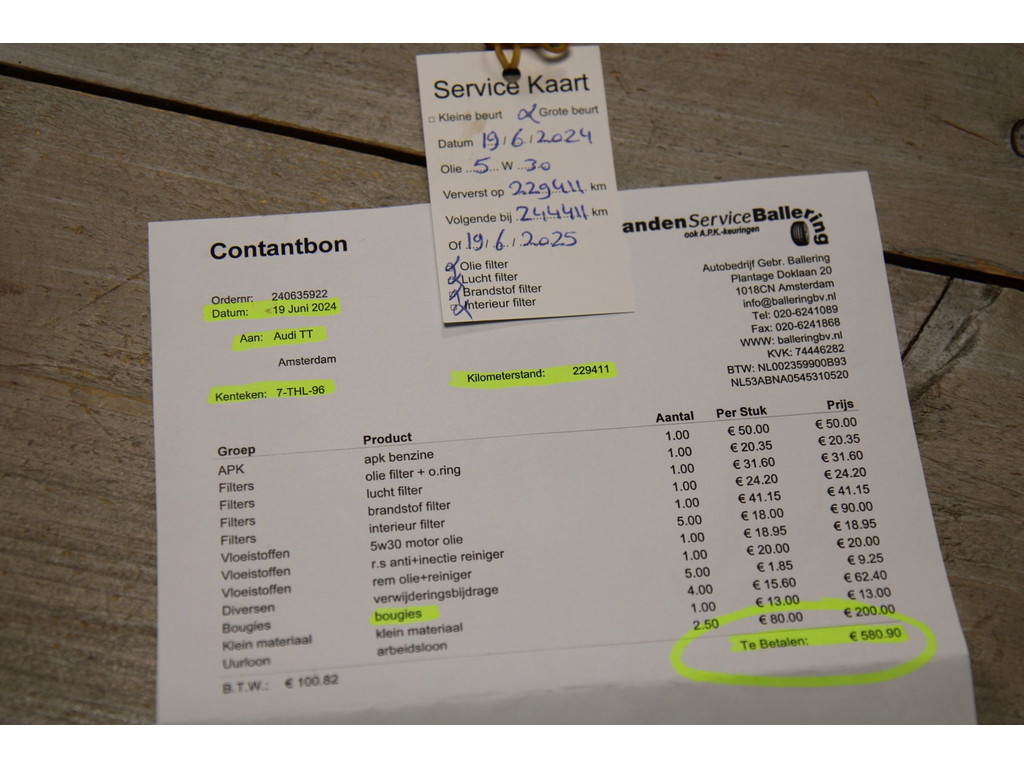 Service Kaart
Kleine beurt Grote beurt
Datum 19/6/2024
Olie 5 W 30
Ververst op 229411 km
Volgende bij 244411 km
Of 19/6/2025
Olie filter
Lucht filter
Brandstof filter
Interieur filter
Contantbon
andenServiceBallering
ook A.P.K.-keuringen
Autobedrijf Gebr. Ballering
Plantage Doklaan 20
1018CN Amsterdam
info@balleringbv.nl
Tel: 020-6241089
Fax: 020-6241868
WWW: balleringbv.nl
KVK: 74446282
BTW: NL002359900B93
NL53ABNA0545310520
Ordernr: 240635922
Datum: 19 Juni 2024
Aan: Audi TT
Amsterdam
Kenteken: 7-THL-96
Kilometerstand: 229411
Groep Product Aantal Per Stuk Prijs
APK apk benzine 1.00 € 50.00 € 50.00
Filters olie filter + o.ring 1.00 € 20.35 € 20.35
Filters lucht filter 1.00 € 31.60 € 31.60
Filters brandstof filter 1.00 € 24.20 € 24.20
Filters interieur filter 1.00 € 41.15 € 41.15
Vloeistoffen 5w30 motor olie 5.00 € 18.00 € 90.00
Vloeistoffen r.s anti+inectie reiniger 1.00 € 18.95 € 18.95
Vloeistoffen rem olie+reiniger 1.00 € 20.00 € 20.00
Diversen verwijderingsbijdrage 5.00 € 1.85 € 9.25
Bougies bougies 4.00 € 15.60 € 62.40
Klein materiaal klein materiaal 1.00 € 13.00 € 13.00
Uurloon arbeidsloon 2.50 € 80.00 € 200.00
B.T.W.: € 100.82
Te Betalen: € 580.90